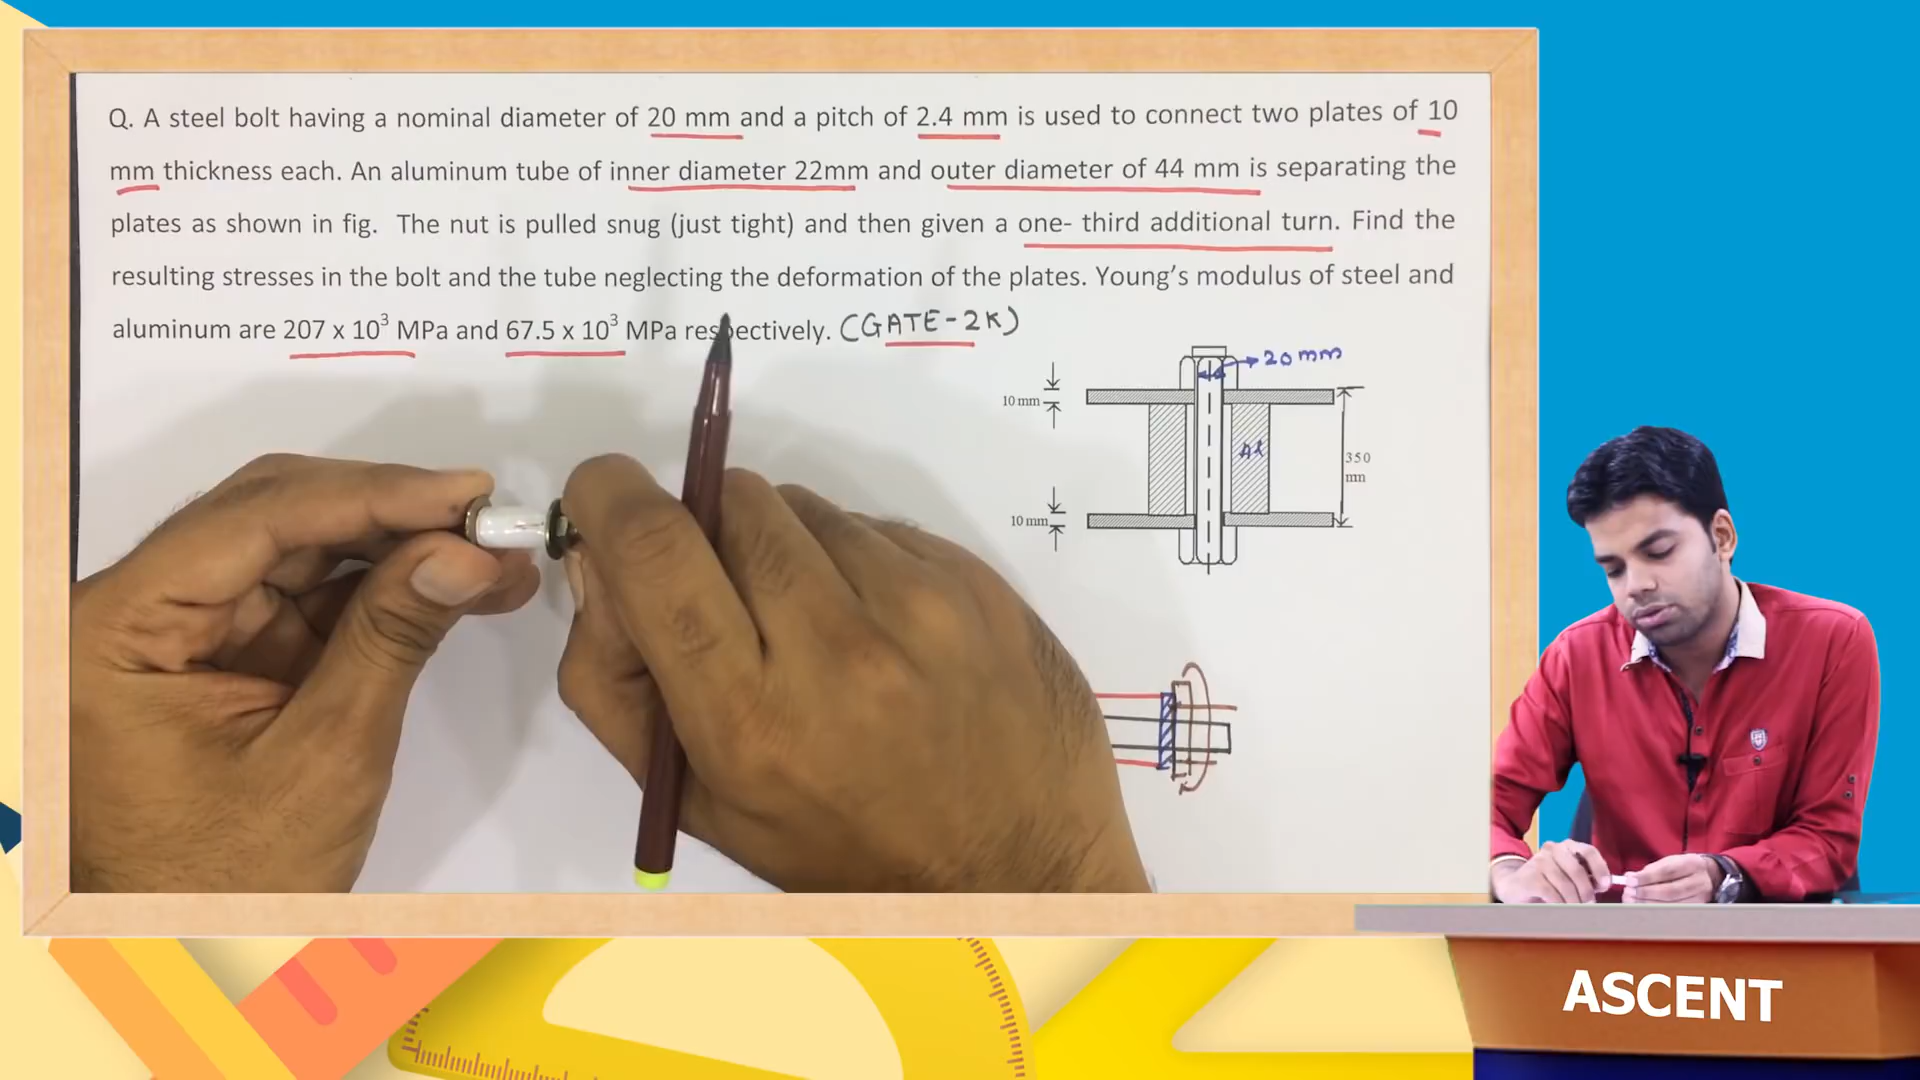 Q. A steel bolt having a nominal diameter of 20 mm and a pitch of 2.4 mm is used to connect two plates of 10
mm thickness each. An aluminum tube of inner diameter 22mm and outer diameter of 44 mm is separating the
plates as shown in fig. The nut is pulled snug (just tight) and then given a one- third additional turn. Find the
resulting stresses in the bolt and the tube neglecting the deformation of the plates. Young's modulus of steel and
aluminum are 207 x 10³ MPa and 67.5 x 10³ MPa respectively. (GATE-2K)
20mm
10 mm
Al
350
mn
10 mm
ASCENT